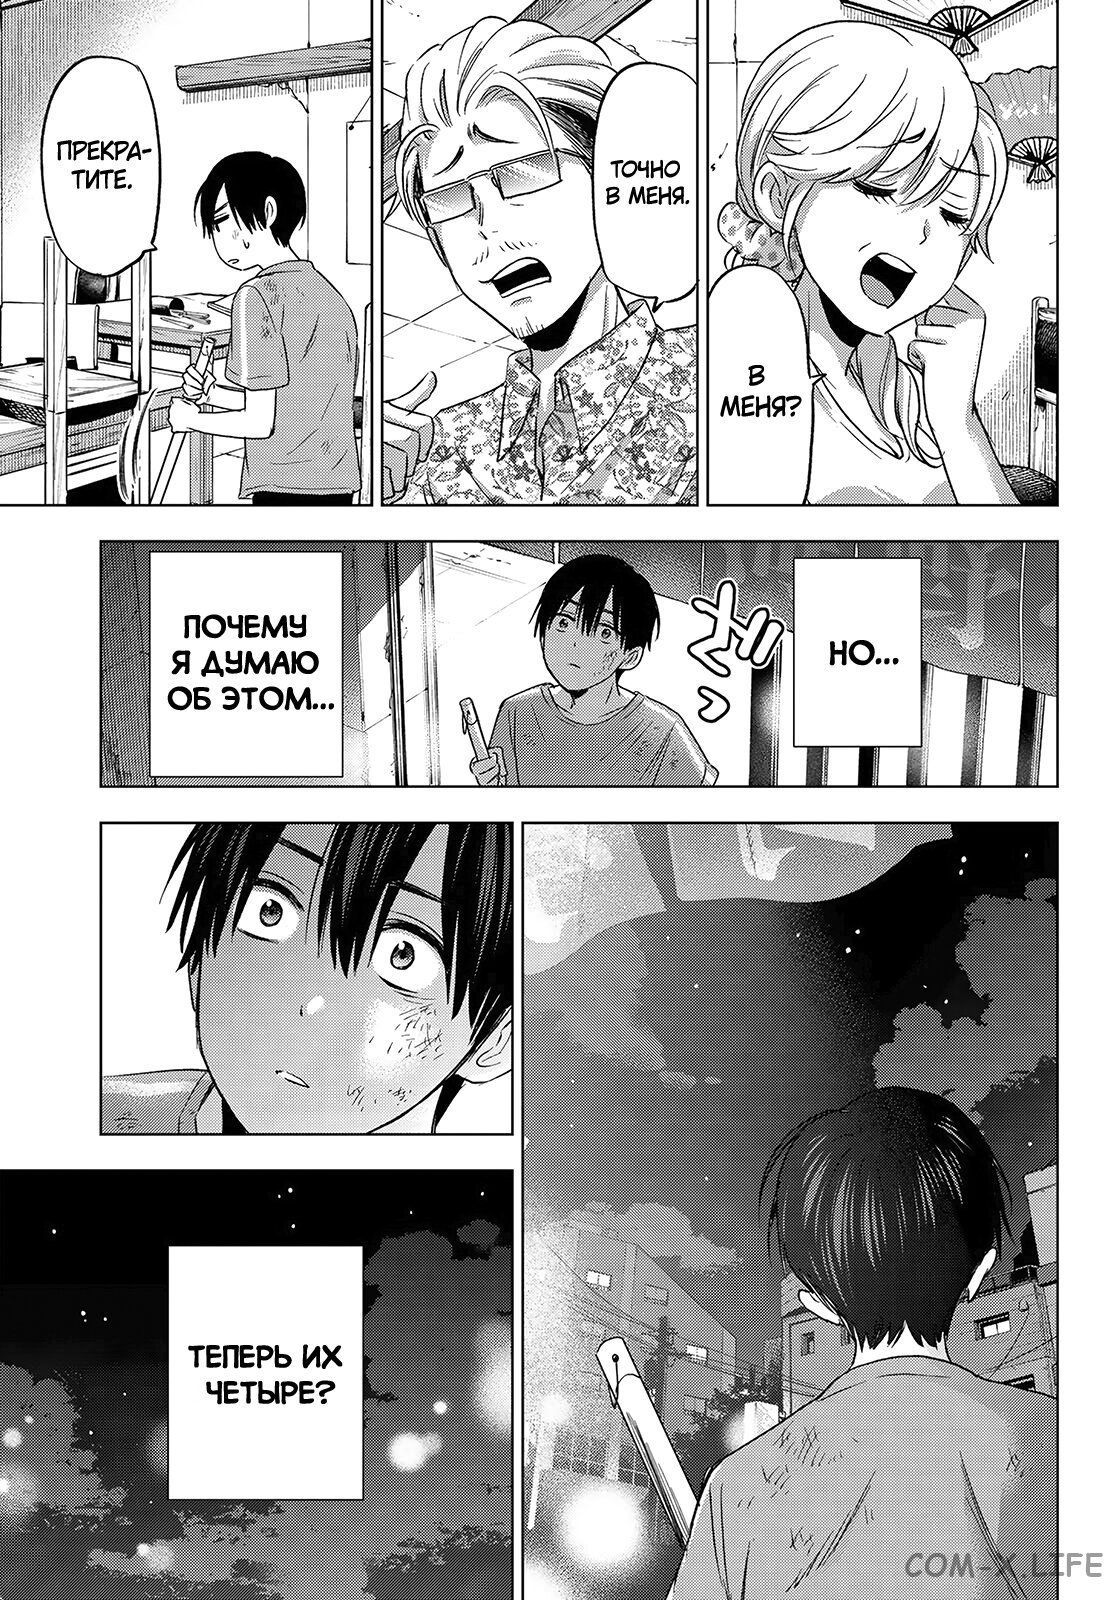 В
МЕНЯ?
ТОЧНО
В МЕНЯ.
ПРЕКРА-
ТИТЕ.
НО...
ПОЧЕМУ
Я ДУМАЮ
ОБ ЭТОМ...
ТЕПЕРЬ ИХ
ЧЕТЫРЕ?
COM-X.LIFE